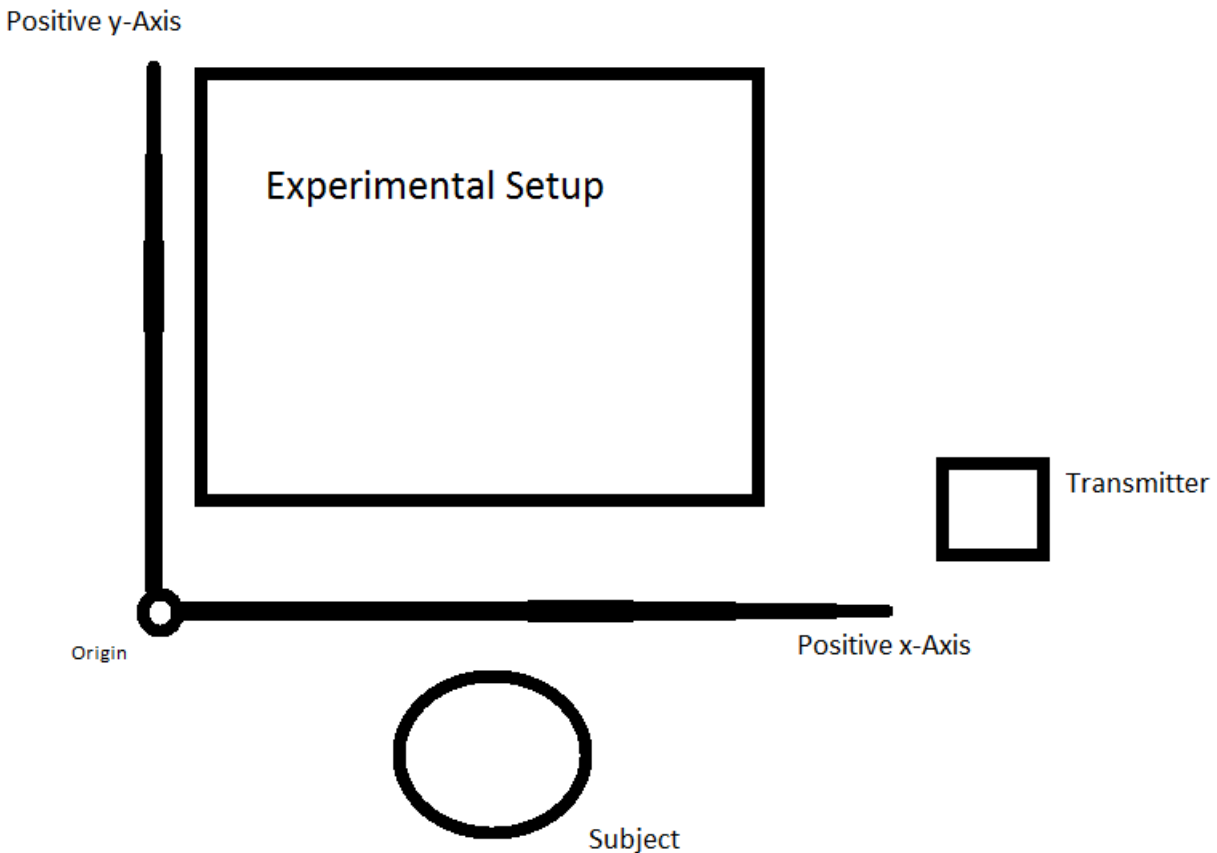 Positive y-Axis
Experimental Setup
Transmitter
Positive x-Axis
Origin
Subject